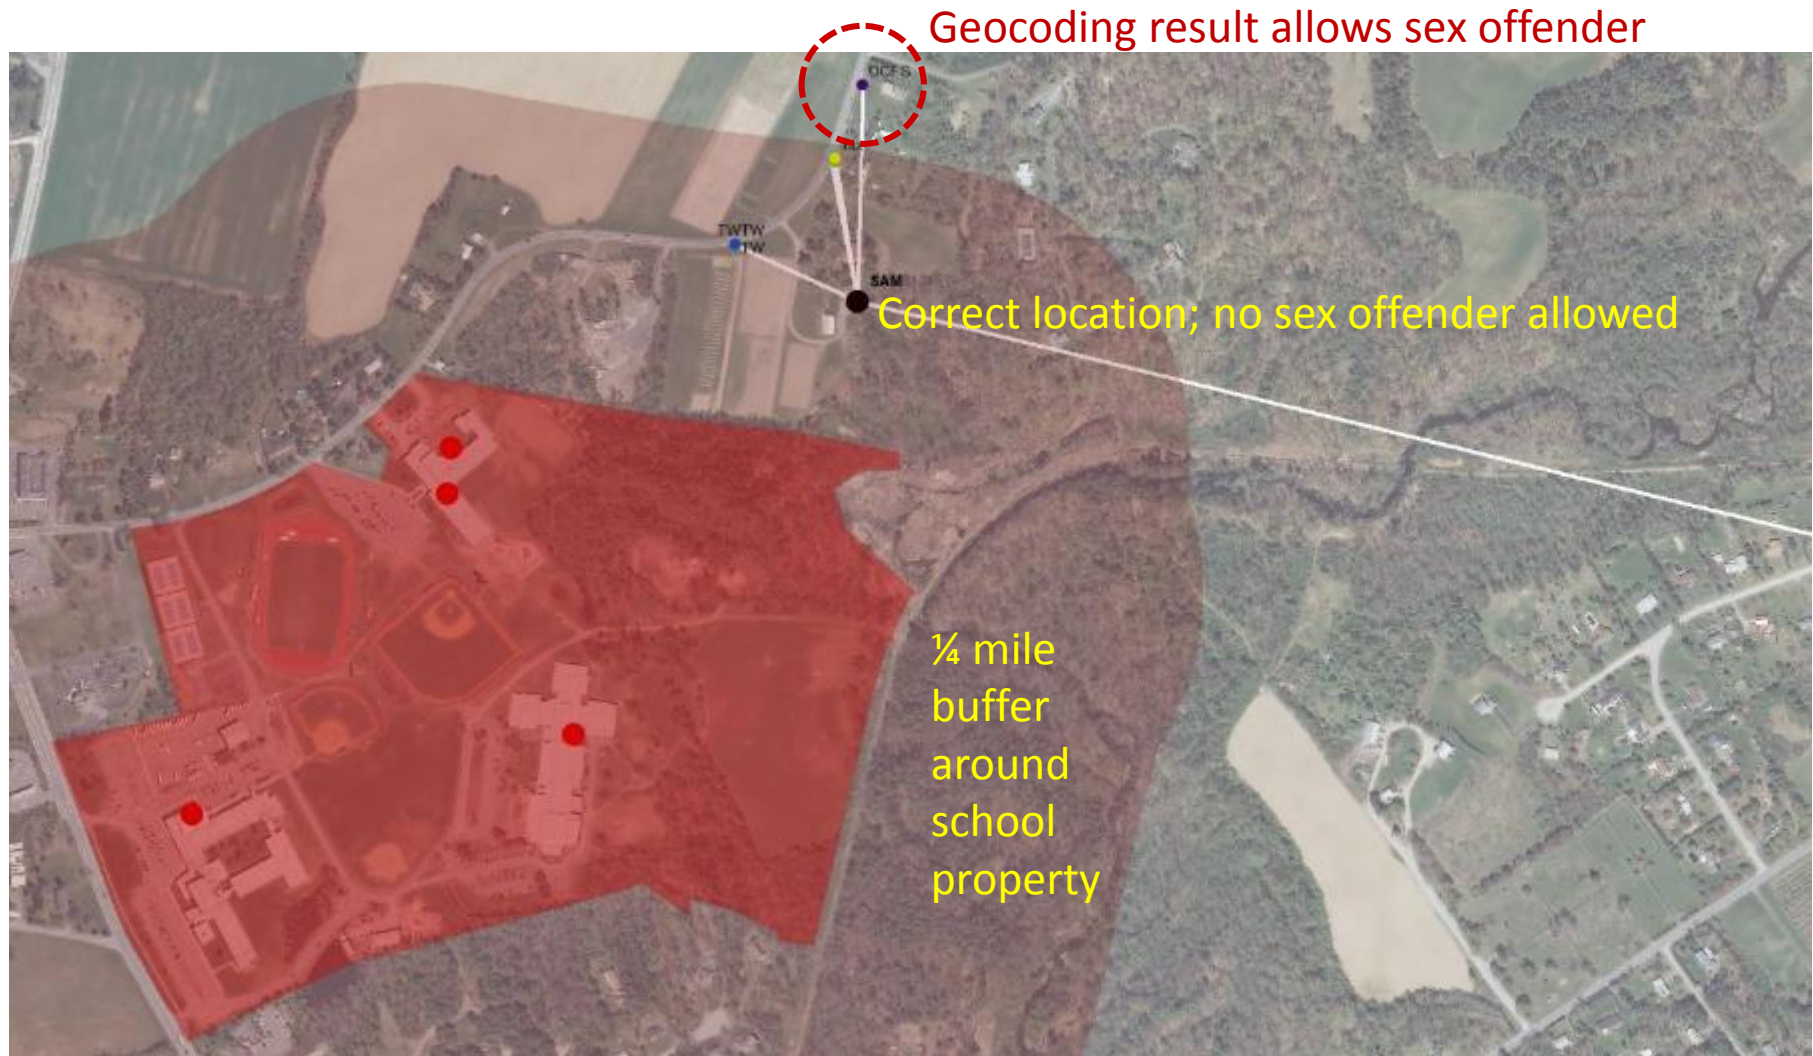 Geocoding result allows sex offender
OCFS
TWTW
TW
SAM
Correct location; no sex offender allowed
¼ mile
buffer
around
school
property